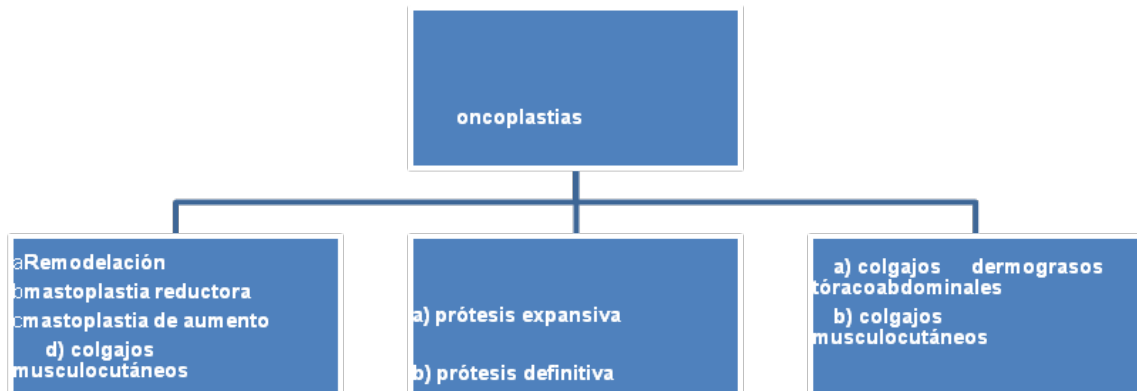 oncoplastias
aRemodelación
bmastoplastia reductora
cmastoplastia de aumento
d) colgajos
musculocutáneos
a) prótesis expansiva
b) prótesis definitiva
a) colgajos dermograsos
tóracoabdominales
b) colgajos
musculocutáneos